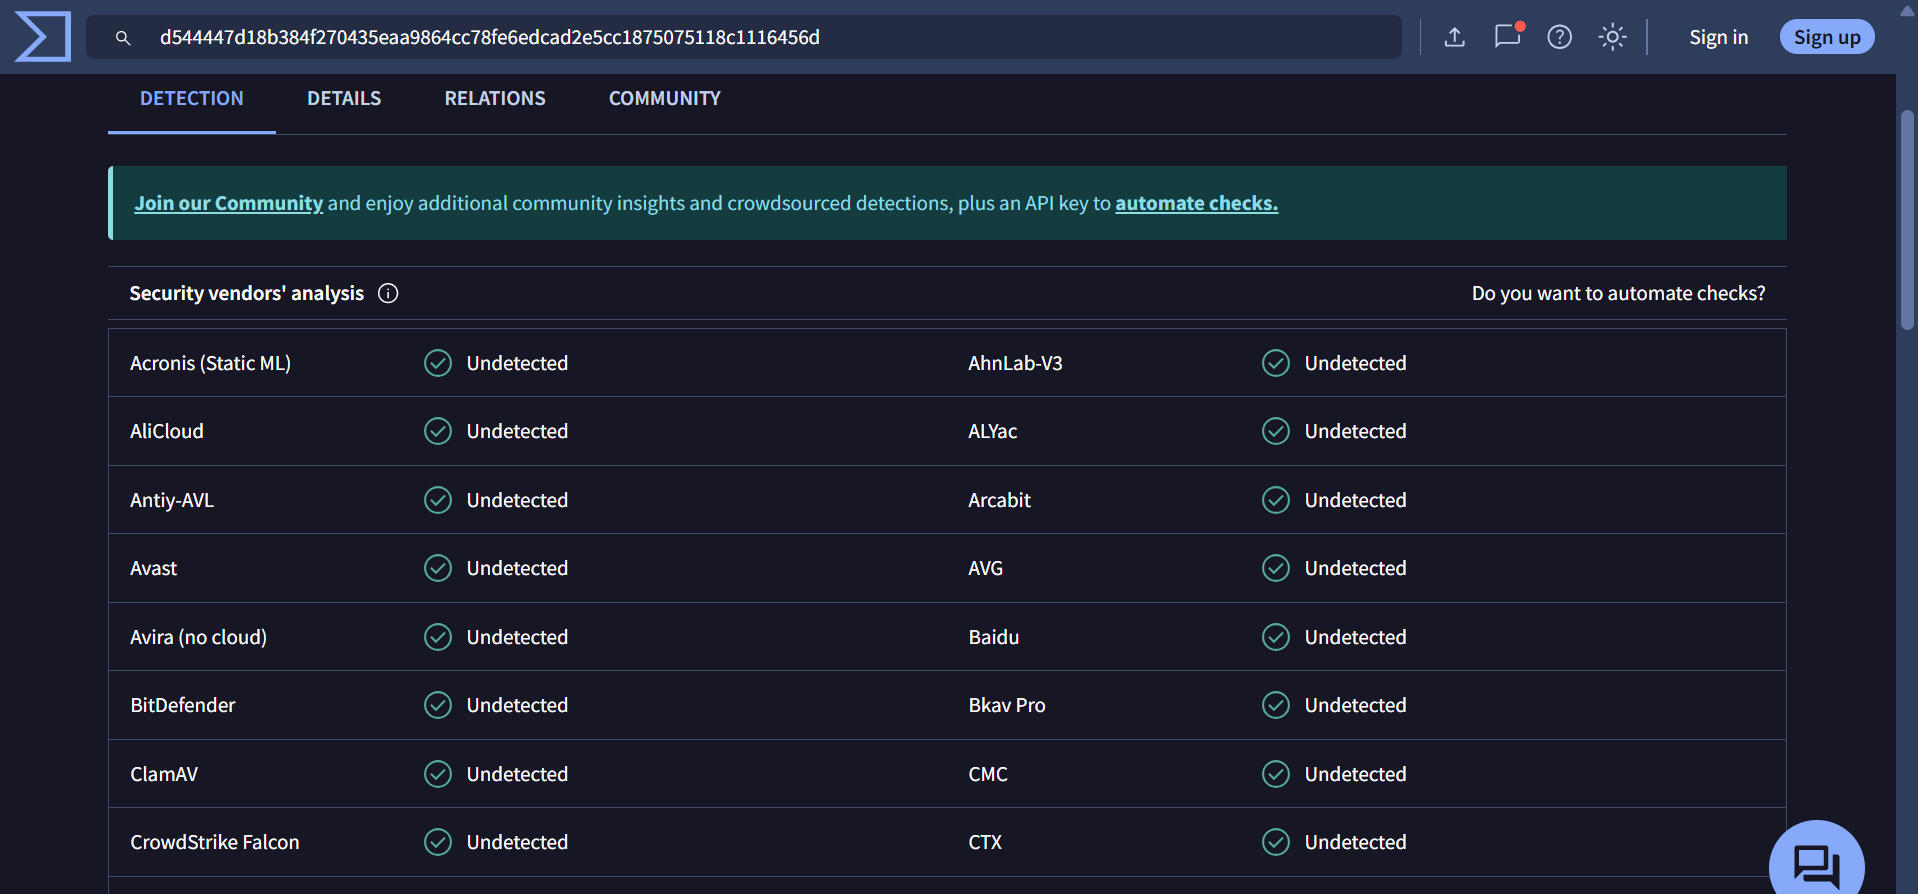 d544447d18b384f270435eaa9864cc78fe6edcad2e5cc1875075118c1116456d
Sign in
Sign up
DETECTION DETAILS RELATIONS COMMUNITY
Join our Community and enjoy additional community insights and crowdsourced detections, plus an API key to automate checks.
Security vendors' analysis
Do you want to automate checks?
Acronis (Static ML) Undetected AhnLab-V3 Undetected
AliCloud Undetected ALYac Undetected
Antiy-AVL Undetected Arcabit Undetected
Avast Undetected AVG Undetected
Avira (no cloud) Undetected Baidu Undetected
BitDefender Undetected Bkav Pro Undetected
ClamAV Undetected CMC Undetected
CrowdStrike Falcon Undetected CTX Undetected